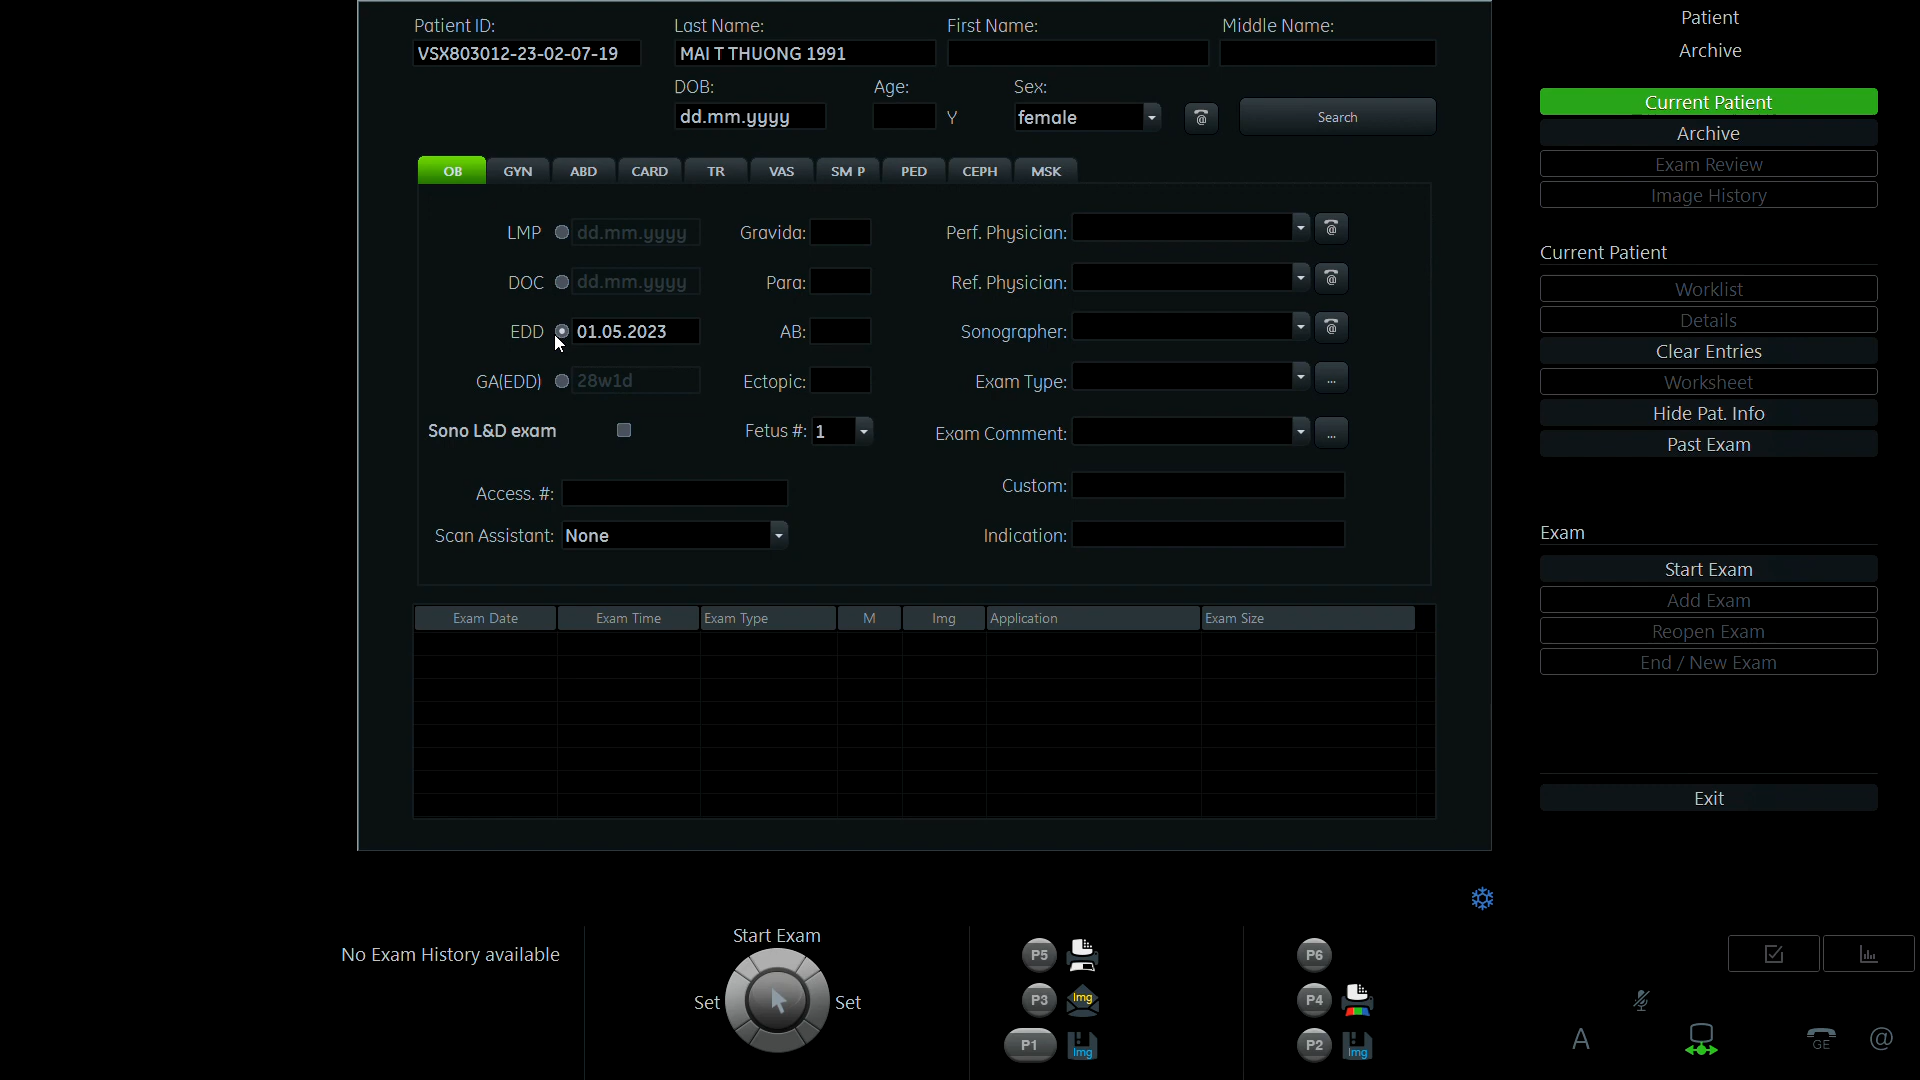 Patient ID: Last Name: First Name: Middle Name:
VSX803012-23-02-07-19 MAI T THUONG 1991
DOB: Age: Sex:
dd.mm.yyyy Y female @ Search
OB GYN ABD CARD TR VAS SM P PED CEPH MSK
LMP dd.mm.yyyy Gravida: Perf. Physician: @
DOC dd.mm.yyyy Para: Ref. Physician: @
EDD 01.05.2023 AB: Sonographer: @
GA(EDD) 28w1d Ectopic: Exam Type: ...
Sono L&D exam Fetus #: 1 Exam Comment: ...
Access. #: Custom:
Scan Assistant: None Indication:
Exam Date Exam Time Exam Type M Img Application Exam Size
Patient
Archive
Current Patient
Archive
Exam Review
Image History
Current Patient
Worklist
Details
Clear Entries
Worksheet
Hide Pat. Info
Past Exam
Exam
Start Exam
Add Exam
Reopen Exam
End / New Exam
Exit
No Exam History available
Start Exam
Set Set
P5 P6
P3 Img P4
P1 Img P2 Img
A GE @